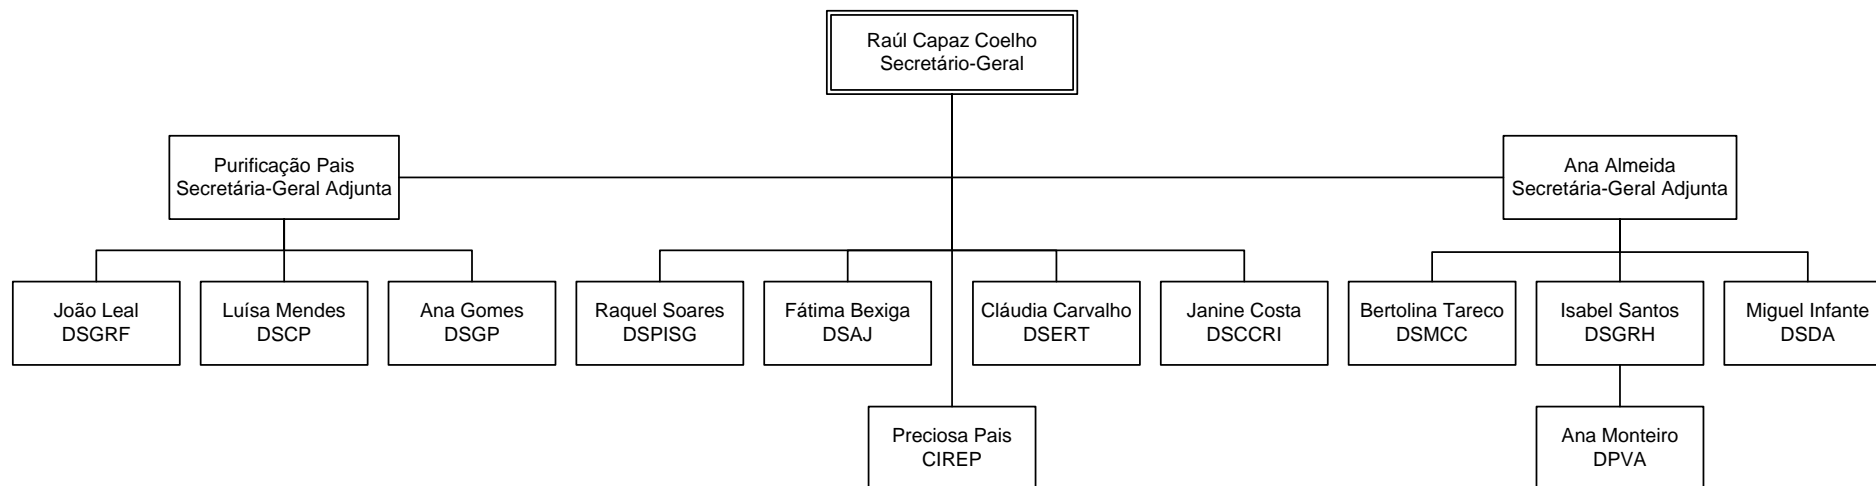 Raúl Capaz Coelho
Secretário-Geral
Purificação Pais
Secretária-Geral Adjunta
Ana Almeida
Secretária-Geral Adjunta
João Leal
DSGRF
Luísa Mendes
DSCP
Ana Gomes
DSGP
Raquel Soares
DSPISG
Fátima Bexiga
DSAJ
Cláudia Carvalho
DSERT
Janine Costa
DSCCRI
Bertolina Tareco
DSMCC
Isabel Santos
DSGRH
Miguel Infante
DSDA
Preciosa Pais
CIREP
Ana Monteiro
DPVA